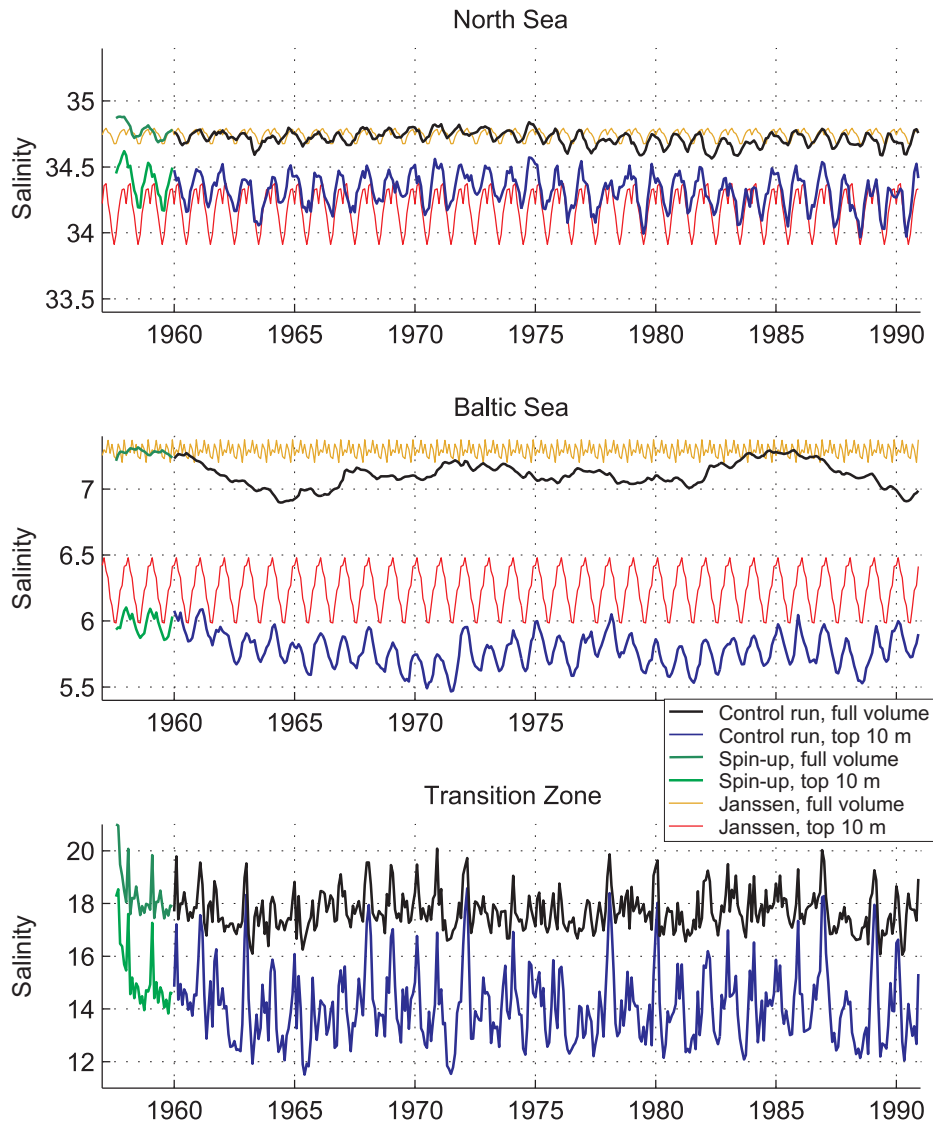 North Sea
35
34.5
34
33.5
Salinity
1960 1965 1970 1975 1980 1985 1990
Baltic Sea
7
6.5
6
5.5
Salinity
1960 1965 1970 1975
Control run, full volume
Control run, top 10 m
Spin-up, full volume
Spin-up, top 10 m
Janssen, full volume
Janssen, top 10 m
Transition Zone
20
18
16
14
12
Salinity
1960 1965 1970 1975 1980 1985 1990